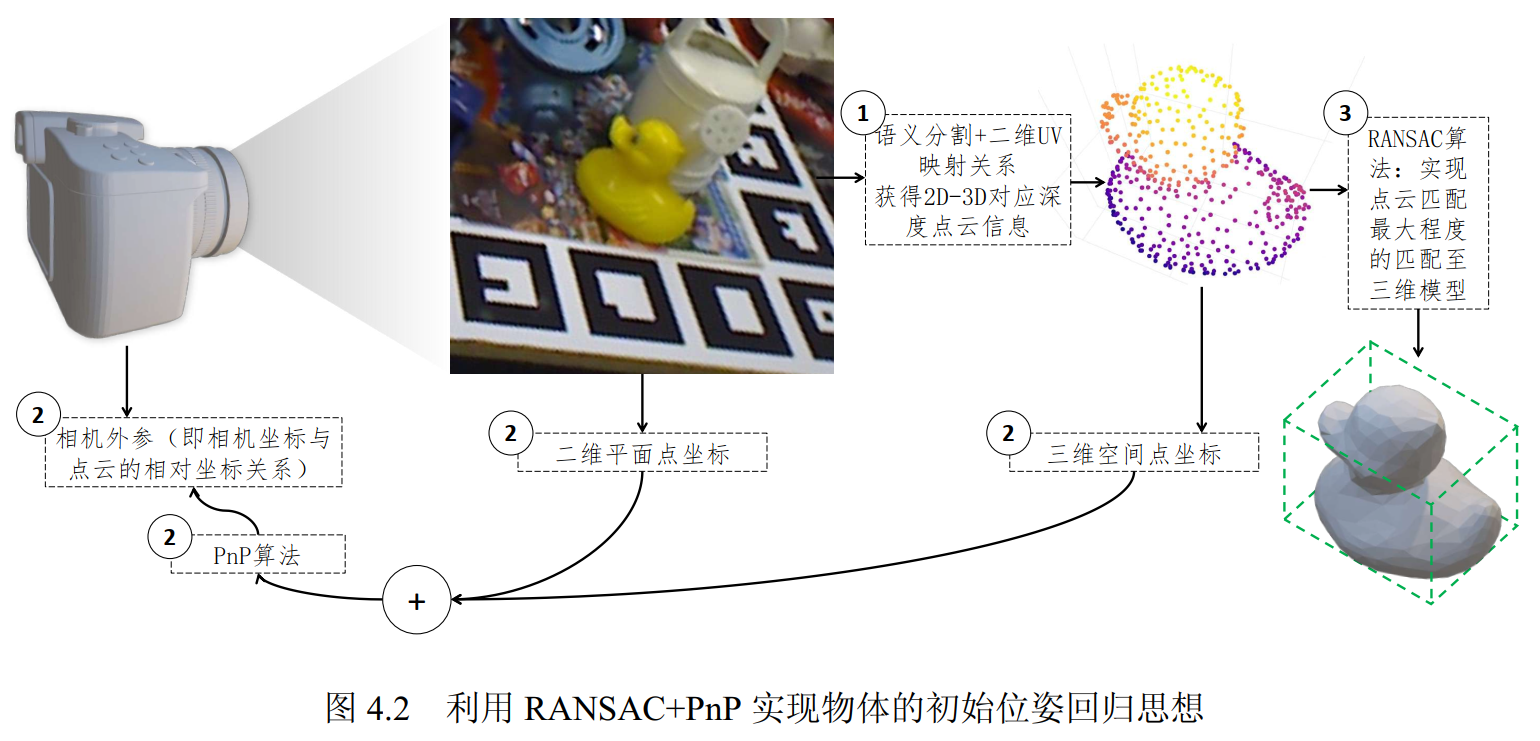 1
语义分割+二维UV
映射关系
获得2D-3D对应深
度点云信息
3
RANSAC算
法：实现
点云匹配
最大程度
的匹配至
三维模型
2
相机外参（即相机坐标与
点云的相对坐标关系）
2
二维平面点坐标
2
三维空间点坐标
2
PnP算法
+
图 4.2 利用 RANSAC+PnP 实现物体的初始位姿回归思想